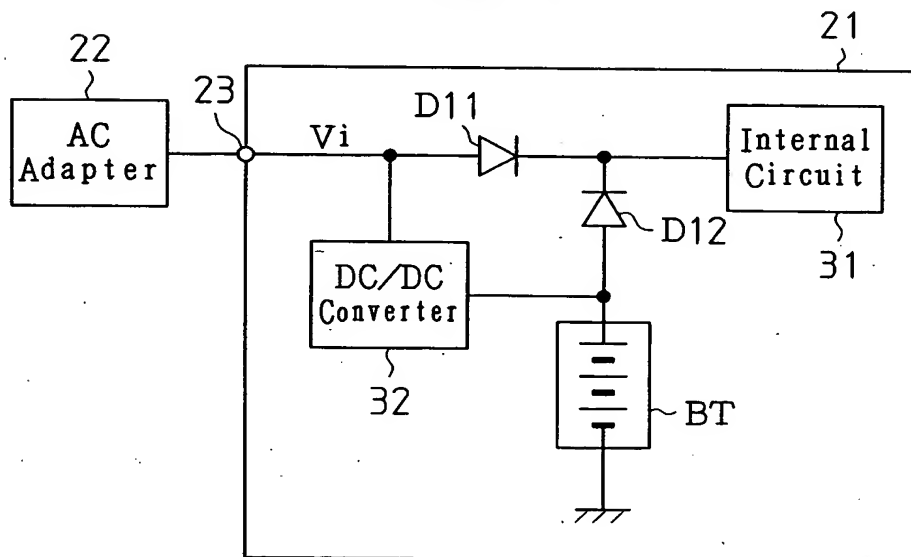 21
22
23
AC
Adapter
Vi
D11
Internal
Circuit
31
D12
DC/DC
Converter
32
BT